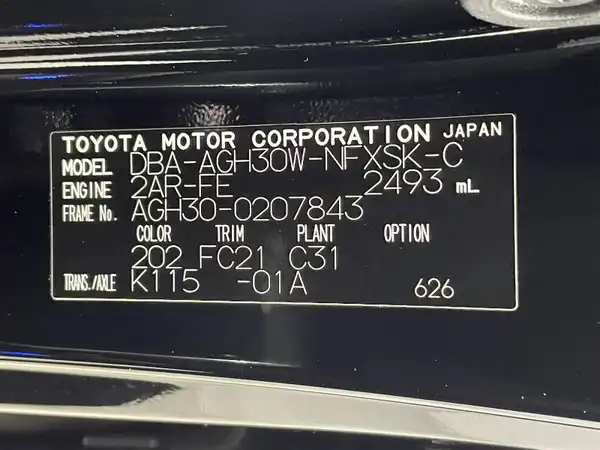 TOYOTA MOTOR CORPORATION JAPAN
MODEL DBA-AGH30W-NFXSK-C
ENGINE 2AR-FE 2493 mL
FRAME No. AGH30-0207843
COLOR TRIM PLANT OPTION
202 FC21 C31
TRANS./AXLE K115 -01A 626